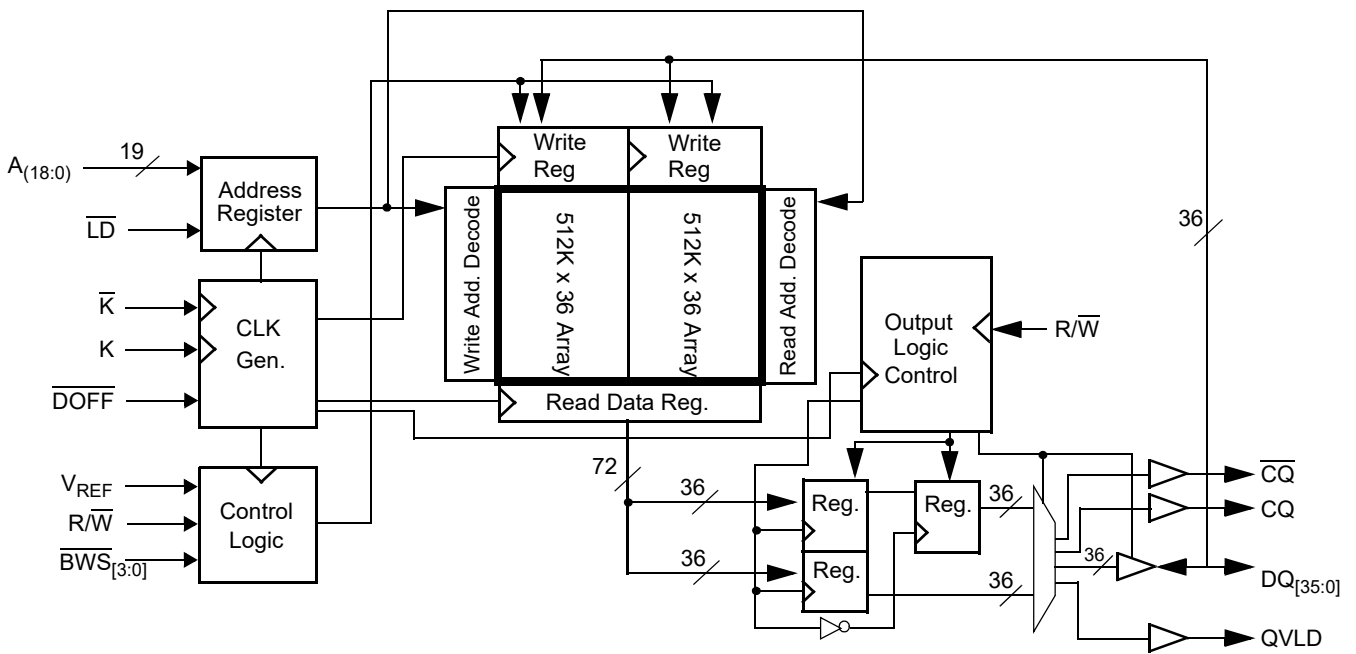 A(18:0)
19
Address
Register
LD
K
K
DOFF
CLK
Gen.
VREF
R/W
BWS[3:0]
Control
Logic
Write
Reg
Write
Reg
Write Add. Decode
512K x 36 Array
512K x 36 Array
Read Add. Decode
Read Data Reg.
36
Output
Logic
Control
R/W
72
36
36
Reg.
Reg.
Reg.
36
36
36
CQ
CQ
DQ[35:0]
QVLD